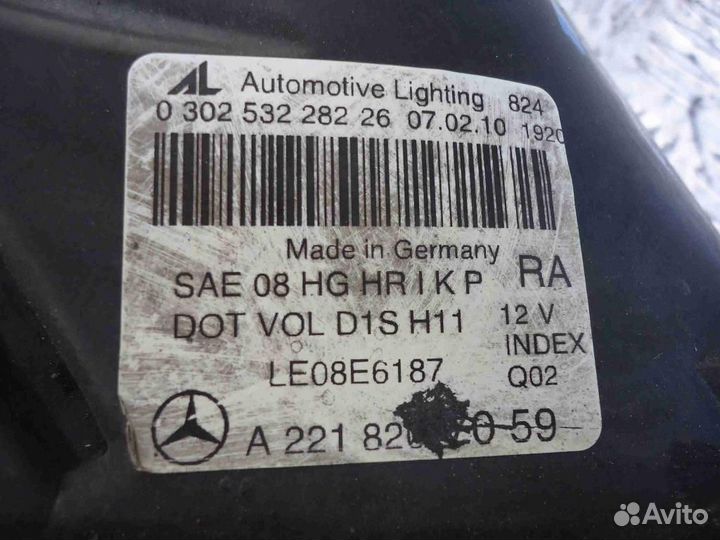 AL Automotive Lighting 824
0 302 532 282 26 07.02.10 1920
Made in Germany
SAE 08 HG HR I K P RA
DOT VOL D1S H11 12 V
INDEX
LE08E6187 Q02
A 221 82 0 59
Avito